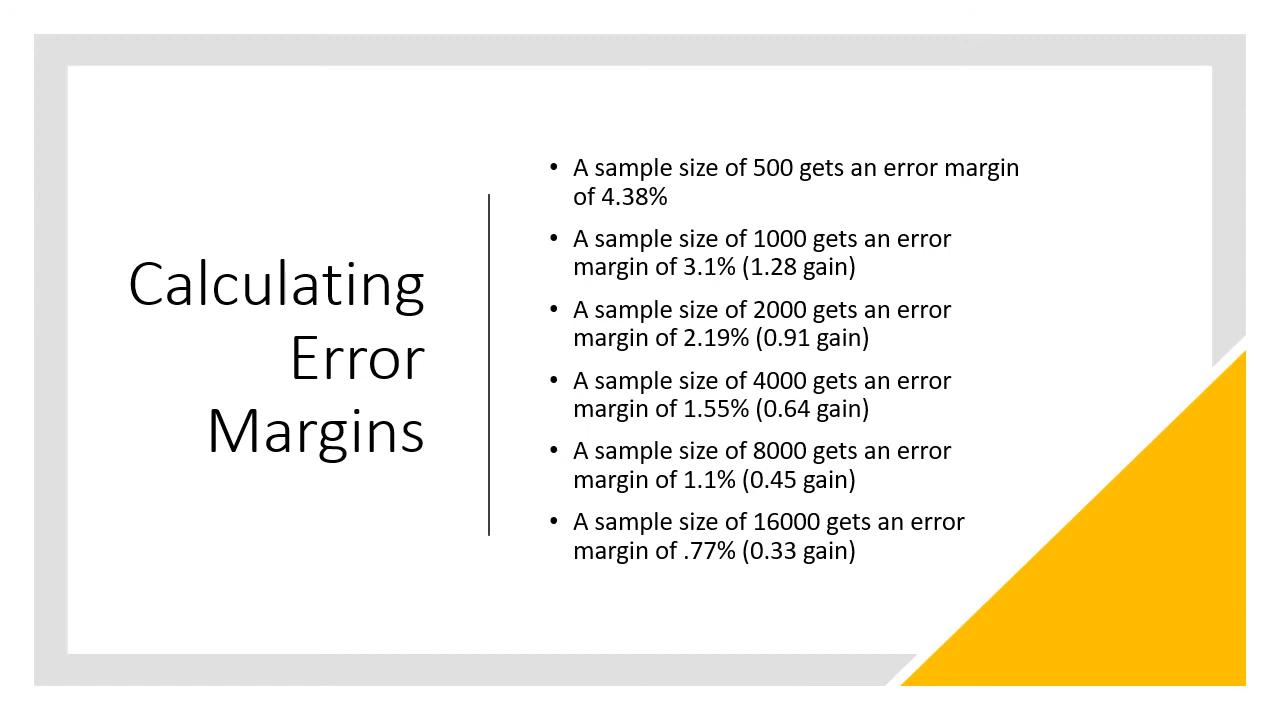 Calculating
Error
Margins
• A sample size of 500 gets an error margin
of 4.38%
• A sample size of 1000 gets an error
margin of 3.1% (1.28 gain)
• A sample size of 2000 gets an error
margin of 2.19% (0.91 gain)
• A sample size of 4000 gets an error
margin of 1.55% (0.64 gain)
• A sample size of 8000 gets an error
margin of 1.1% (0.45 gain)
• A sample size of 16000 gets an error
margin of .77% (0.33 gain)